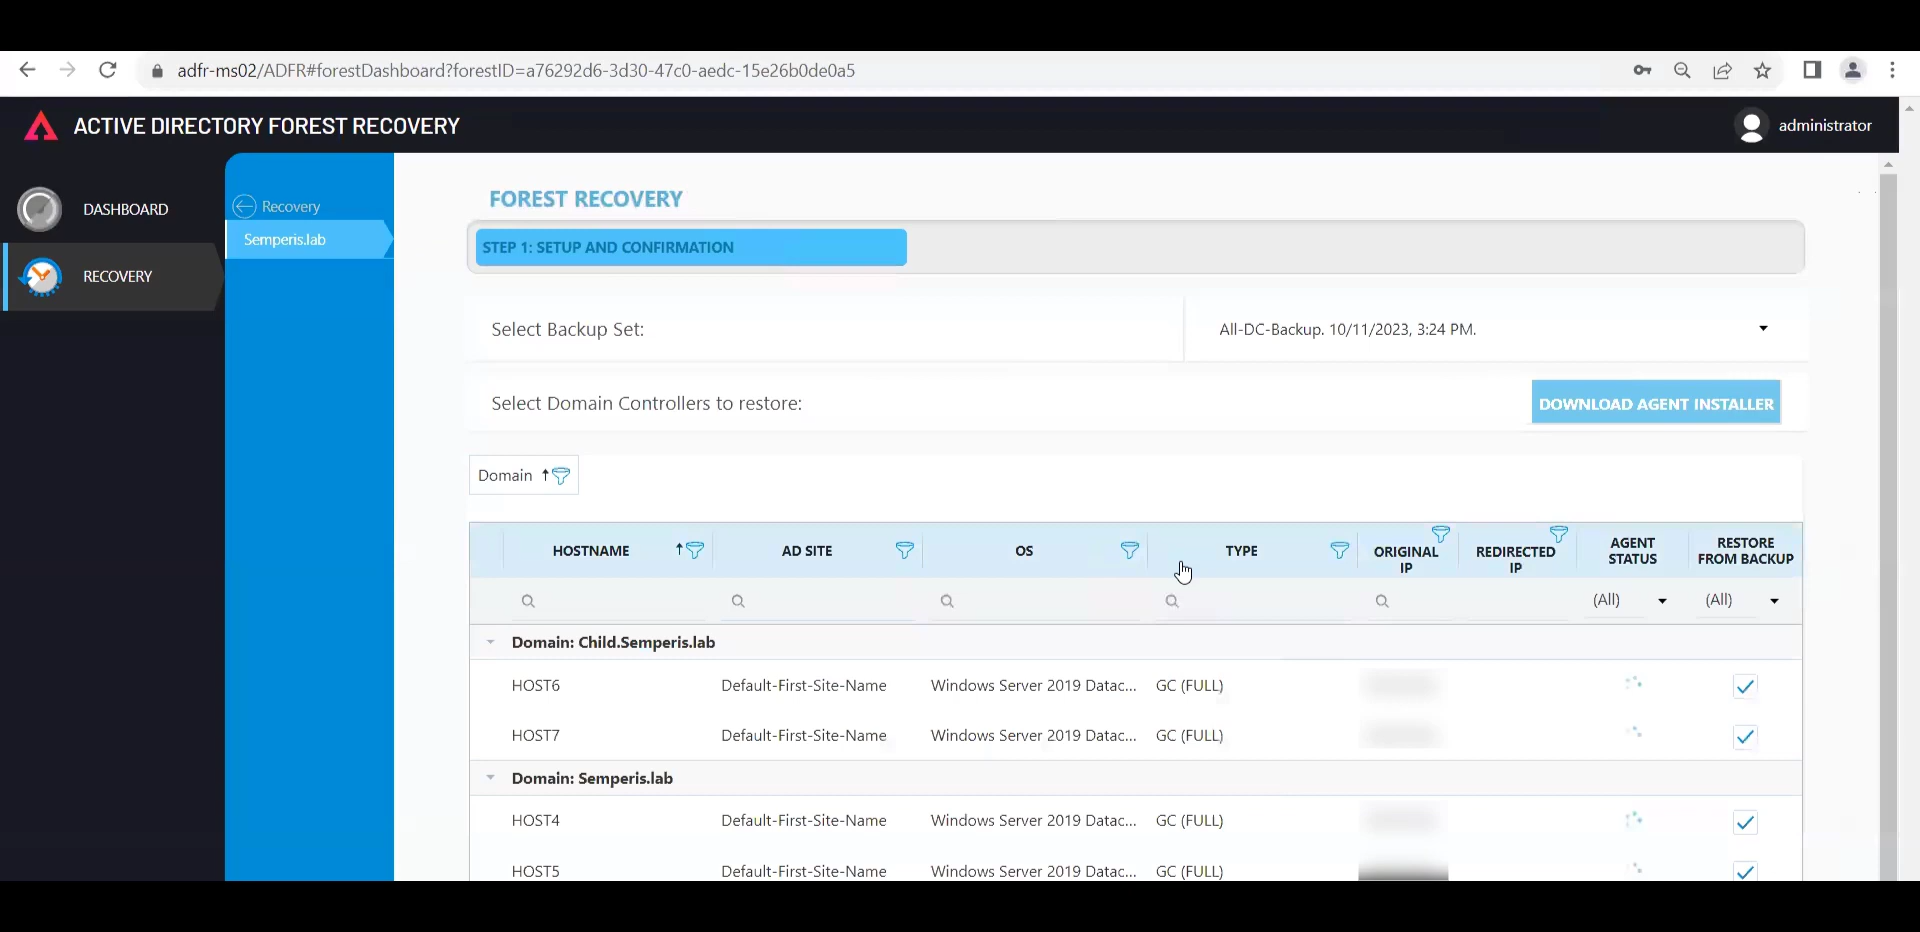 adfr-ms02/ADFR#forestDashboard?forestID=a76292d6-3d30-47c0-aedc-15e26b0de0a5
ACTIVE DIRECTORY FOREST RECOVERY
administrator
DASHBOARD
RECOVERY
Recovery
Semperis.lab
FOREST RECOVERY
STEP 1: SETUP AND CONFIRMATION
Select Backup Set:
All-DC-Backup. 10/11/2023, 3:24 PM.
Select Domain Controllers to restore:
DOWNLOAD AGENT INSTALLER
Domain
HOSTNAME AD SITE OS TYPE ORIGINAL IP REDIRECTED IP AGENT STATUS RESTORE FROM BACKUP
(All) (All)
Domain: Child.Semperis.lab
HOST6 Default-First-Site-Name Windows Server 2019 Datac... GC (FULL)
HOST7 Default-First-Site-Name Windows Server 2019 Datac... GC (FULL)
Domain: Semperis.lab
HOST4 Default-First-Site-Name Windows Server 2019 Datac... GC (FULL)
HOST5 Default-First-Site-Name Windows Server 2019 Datac... GC (FULL)